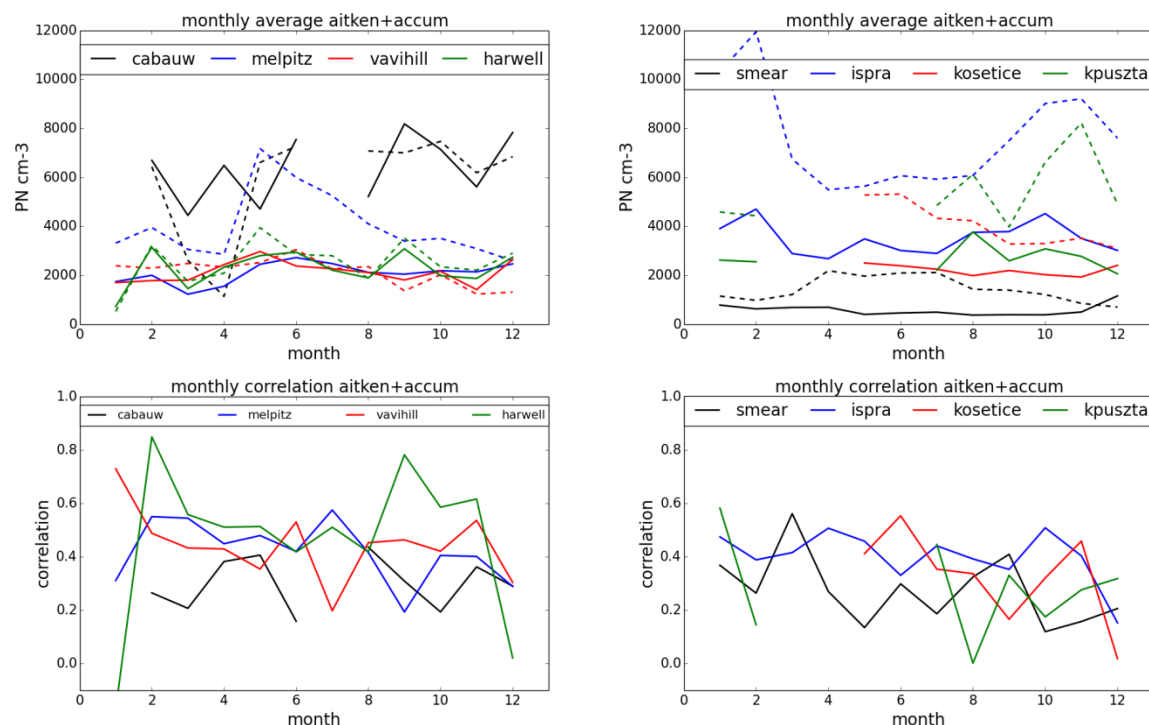 monthly average aitken+accum
12000
10000
8000
6000
4000
2000
0
PN cm-3
cabauw melpitz vavihill harwell
0 2 4 6 8 10 12
month
monthly average aitken+accum
12000
10000
8000
6000
4000
2000
0
PN cm-3
smear ispra kosetice kpuszta
0 2 4 6 8 10 12
month
monthly correlation aitken+accum
1.0
0.8
0.6
0.4
0.2
0.0
correlation
cabauw melpitz vavihill harwell
0 2 4 6 8 10 12
month
monthly correlation aitken+accum
1.0
0.8
0.6
0.4
0.2
0.0
correlation
smear ispra kosetice kpuszta
0 2 4 6 8 10 12
month